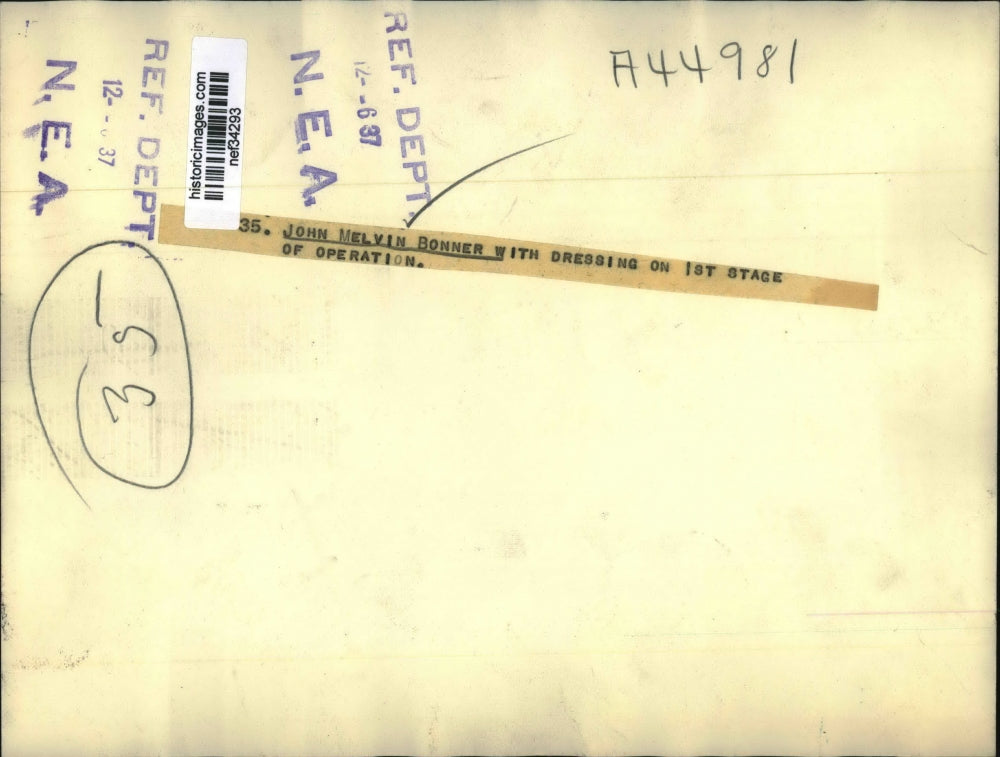 A44981
REF. DEPT.
12--6 37
N. E. A.
historicimages.com
nef34293
REF. DEPT.
12- 37
N. E. A
35. JOHN MELVIN BONNER WITH DRESSING ON 1ST STAGE
OF OPERATION.
35